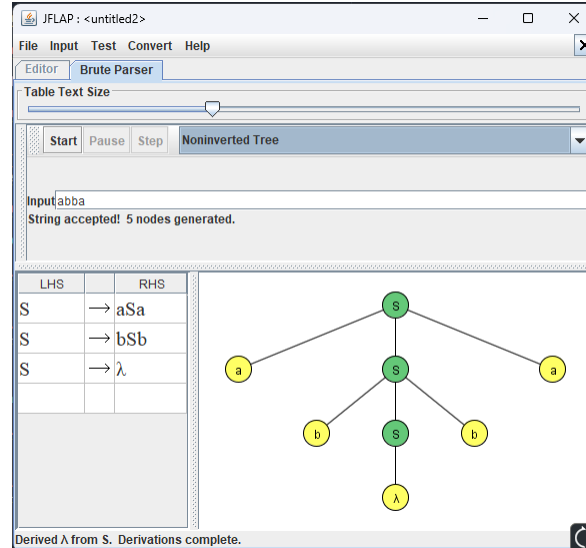 JFLAP : <untitled2>
File Input Test Convert Help
Editor Brute Parser
Table Text Size
Start Pause Step Noninverted Tree
Input abba
String accepted! 5 nodes generated.
LHS RHS
S → aSa
S → bSb
S → λ
S
a S a
b S b
λ
Derived λ from S. Derivations complete.